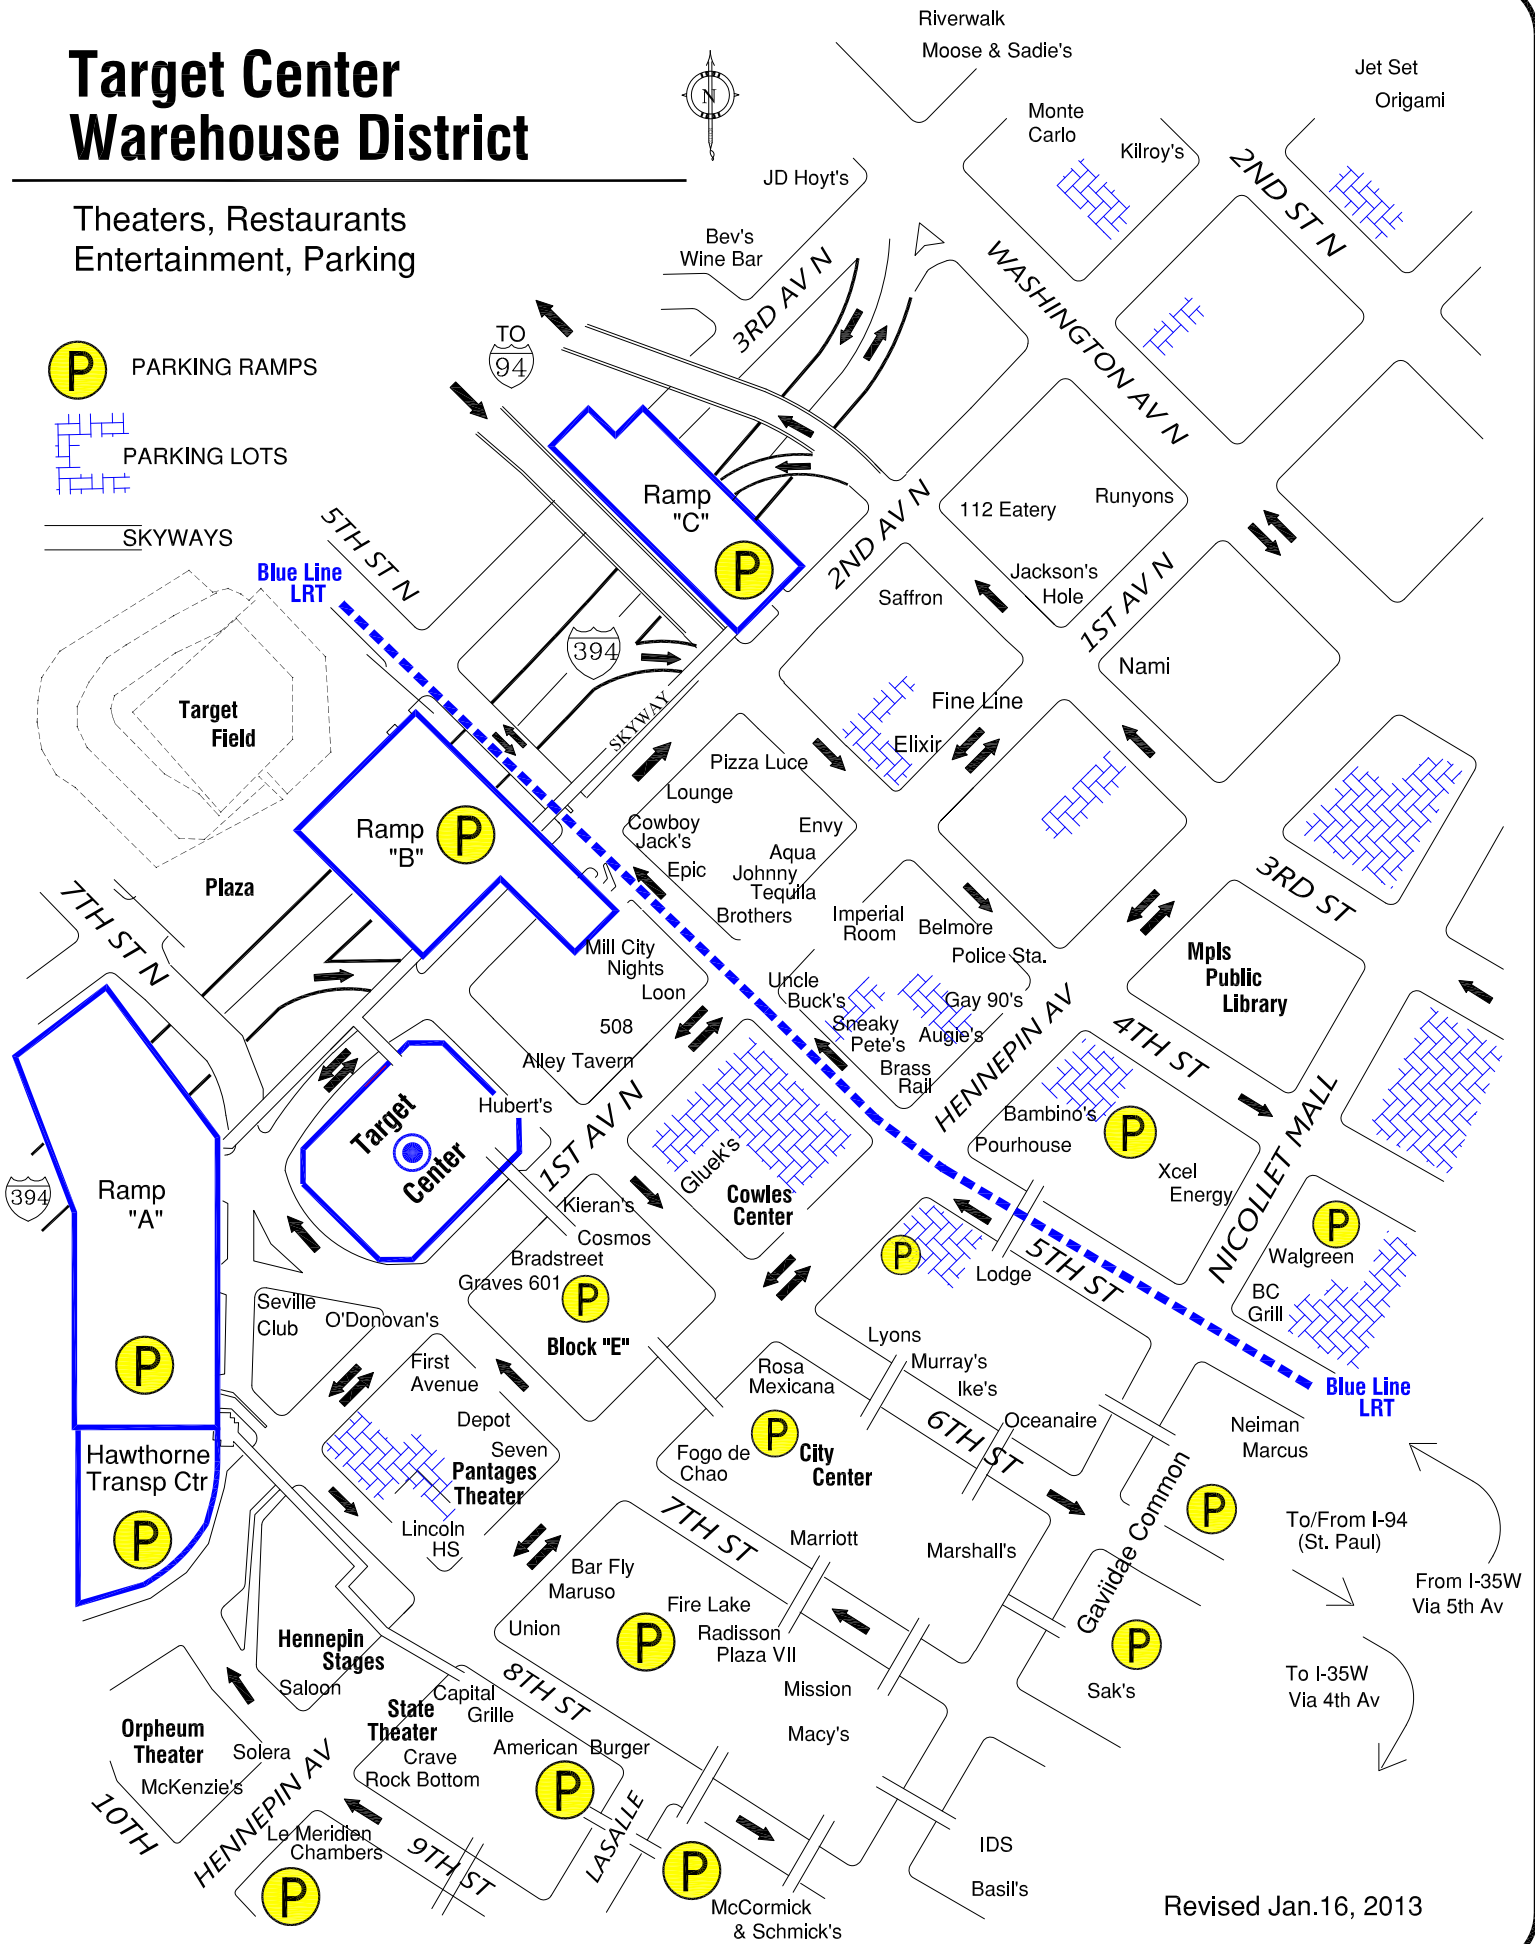 Target Center
Warehouse District
Theaters, Restaurants
Entertainment, Parking
P PARKING RAMPS
PARKING LOTS
SKYWAYS
N
Riverwalk
Moose & Sadie's
Jet Set
Origami
Monte
Carlo
Kilroy's
2ND ST N
JD Hoyt's
Bev's
Wine Bar
3RD AV N
WASHINGTON AV N
TO
94
Ramp
"C"
P
2ND AV N
112 Eatery
Runyons
Jackson's
Hole
1ST AV N
Saffron
Nami
5TH ST N
Blue Line
LRT
394
SKYWAY
Target
Field
Fine Line
Elixir
Pizza Luce
Lounge
Cowboy
Jack's
Epic
Envy
Aqua
Johnny
Tequila
Brothers
Ramp
"B"
P
Plaza
7TH ST N
3RD ST
Imperial
Room
Belmore
Police Sta.
Mpls
Public
Library
Mill City
Nights
Loon
508
Alley Tavern
Uncle
Buck's
Gay 90's
Sneaky
Pete's
Augie's
Brass
Rail
HENNEPIN AV
4TH ST
Target
Center
Hubert's
1ST AV N
Gluek's
Cowles
Center
Bambino's
Pourhouse
P
Xcel
Energy
NICOLLET MALL
394
Ramp
"A"
P
Kieran's
Cosmos
Bradstreet
Graves 601
P
Block "E"
P
Lodge
5TH ST
P
Walgreen
BC
Grill
Seville
Club
O'Donovan's
First
Avenue
Depot
Seven
Pantages
Theater
Lincoln
HS
Lyons
Murray's
Ike's
Oceanaire
6TH ST
Rosa
Mexicana
P
City
Center
Fogo de
Chao
Blue Line
LRT
Neiman
Marcus
Gaviidae Common
P
Hawthorne
Transp Ctr
P
7TH ST
Marriott
Marshall's
To/From I-94
(St. Paul)
From I-35W
Via 5th Av
Bar Fly
Maruso
Union
Fire Lake
P
Radisson
Plaza VII
Mission
Macy's
P
Sak's
To I-35W
Via 4th Av
Hennepin
Stages
Saloon
8TH ST
State
Theater
Capital
Grille
Crave
Rock Bottom
American Burger
P
Orpheum
Theater
Solera
McKenzie's
10TH
HENNEPIN AV
Le Meridien
Chambers
P
9TH ST
LASALLE
P
McCormick
& Schmick's
IDS
Basil's
Revised Jan.16, 2013